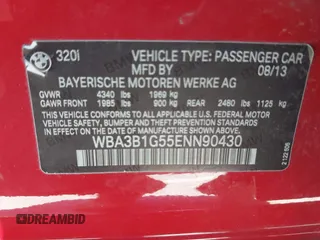 320i
VEHICLE TYPE: PASSENGER CAR
MFD BY
08/13
BAYERISCHE MOTOREN WERKE AG
GVWR 4340 lbs 1969 kg
GAWR FRONT 1985 lbs 900 kg REAR 2480 lbs 1125 kg
THIS VEHICLE CONFORMS TO ALL APPLICABLE
FEDERAL MOTOR VEHICLE SAFETY, BUMPER, AND
THEFT PREVENTION STANDARDS IN EFFECT ON THE
DATE OF MANUFACTURE SHOWN ABOVE.
WBA3B1G55ENN90430
DREAMBID